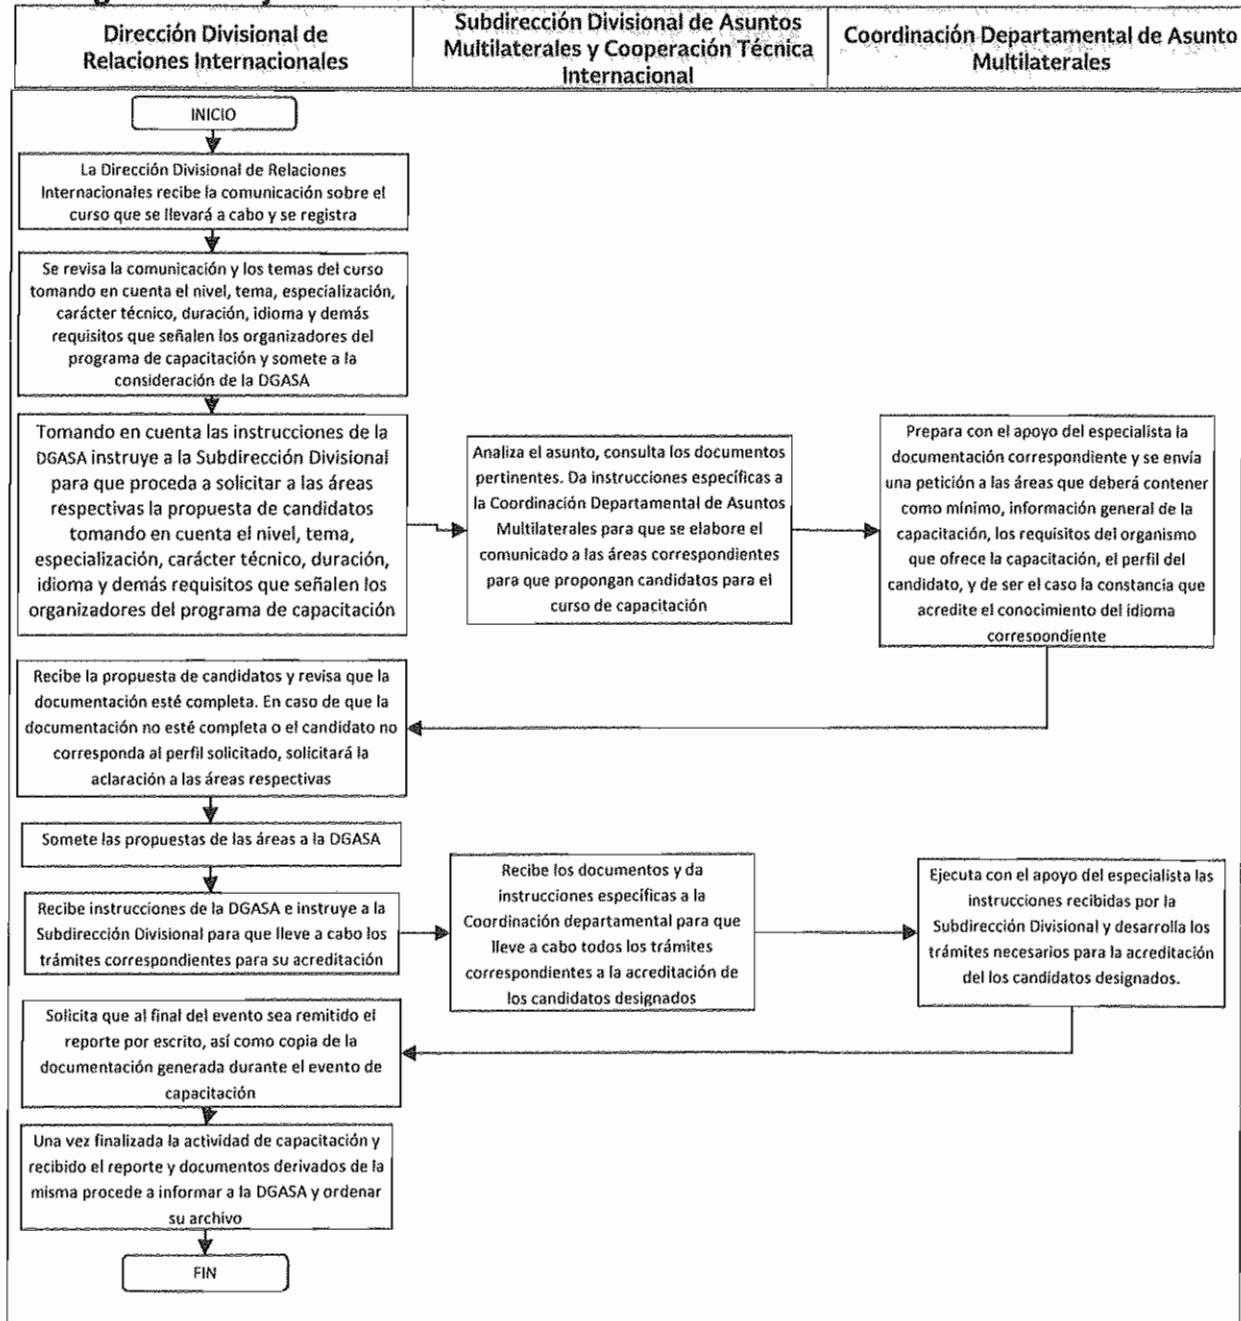 Dirección Divisional de
Relaciones Internacionales
Subdirección Divisional de Asuntos
Multilaterales y Cooperación Técnica
Internacional
Coordinación Departamental de Asunto
Multilaterales
INICIO
La Dirección Divisional de Relaciones
Internacionales recibe la comunicación sobre el
curso que se llevará a cabo y se registra
Se revisa la comunicación y los temas del curso
tomando en cuenta el nivel, tema, especialización,
carácter técnico, duración, idioma y demás
requisitos que señalen los organizadores del
programa de capacitación y somete a la
consideración de la DGASA
Tomando en cuenta las instrucciones de la
DGASA instruye a la Subdirección Divisional
para que proceda a solicitar a las áreas
respectivas la propuesta de candidatos
tomando en cuenta el nivel, tema,
especialización, carácter técnico, duración,
idioma y demás requisitos que señalen los
organizadores del programa de capacitación
Analiza el asunto, consulta los documentos
pertinentes. Da instrucciones específicas a
la Coordinación Departamental de Asuntos
Multilaterales para que se elabore el
comunicado a las áreas correspondientes
para que propongan candidatos para el
curso de capacitación
Prepara con el apoyo del especialista la
documentación correspondiente y se envía
una petición a las áreas que deberá contener
como mínimo, información general de la
capacitación, los requisitos del organismo
que ofrece la capacitación, el perfil del
candidato, y de ser el caso la constancia que
acredite el conocimiento del idioma
correspondiente
Recibe la propuesta de candidatos y revisa que la
documentación esté completa. En caso de que la
documentación no esté completa o el candidato no
corresponda al perfil solicitado, solicitará la
aclaración a las áreas respectivas
Somete las propuestas de las áreas a la DGASA
Recibe instrucciones de la DGASA e instruye a la
Subdirección Divisional para que lleve a cabo los
trámites correspondientes para su acreditación
Recibe los documentos y da
instrucciones específicas a la
Coordinación departamental para que
lleve a cabo todos los trámites
correspondientes a la acreditación de
los candidatos designados
Ejecuta con el apoyo del especialista las
instrucciones recibidas por la
Subdirección Divisional y desarrolla los
trámites necesarios para la acreditación
del los candidatos designados.
Solicita que al final del evento sea remitido el
reporte por escrito, así como copia de la
documentación generada durante el evento de
capacitación
Una vez finalizada la actividad de capacitación y
recibido el reporte y documentos derivados de la
misma procede a informar a la DGASA y ordenar
su archivo
FIN